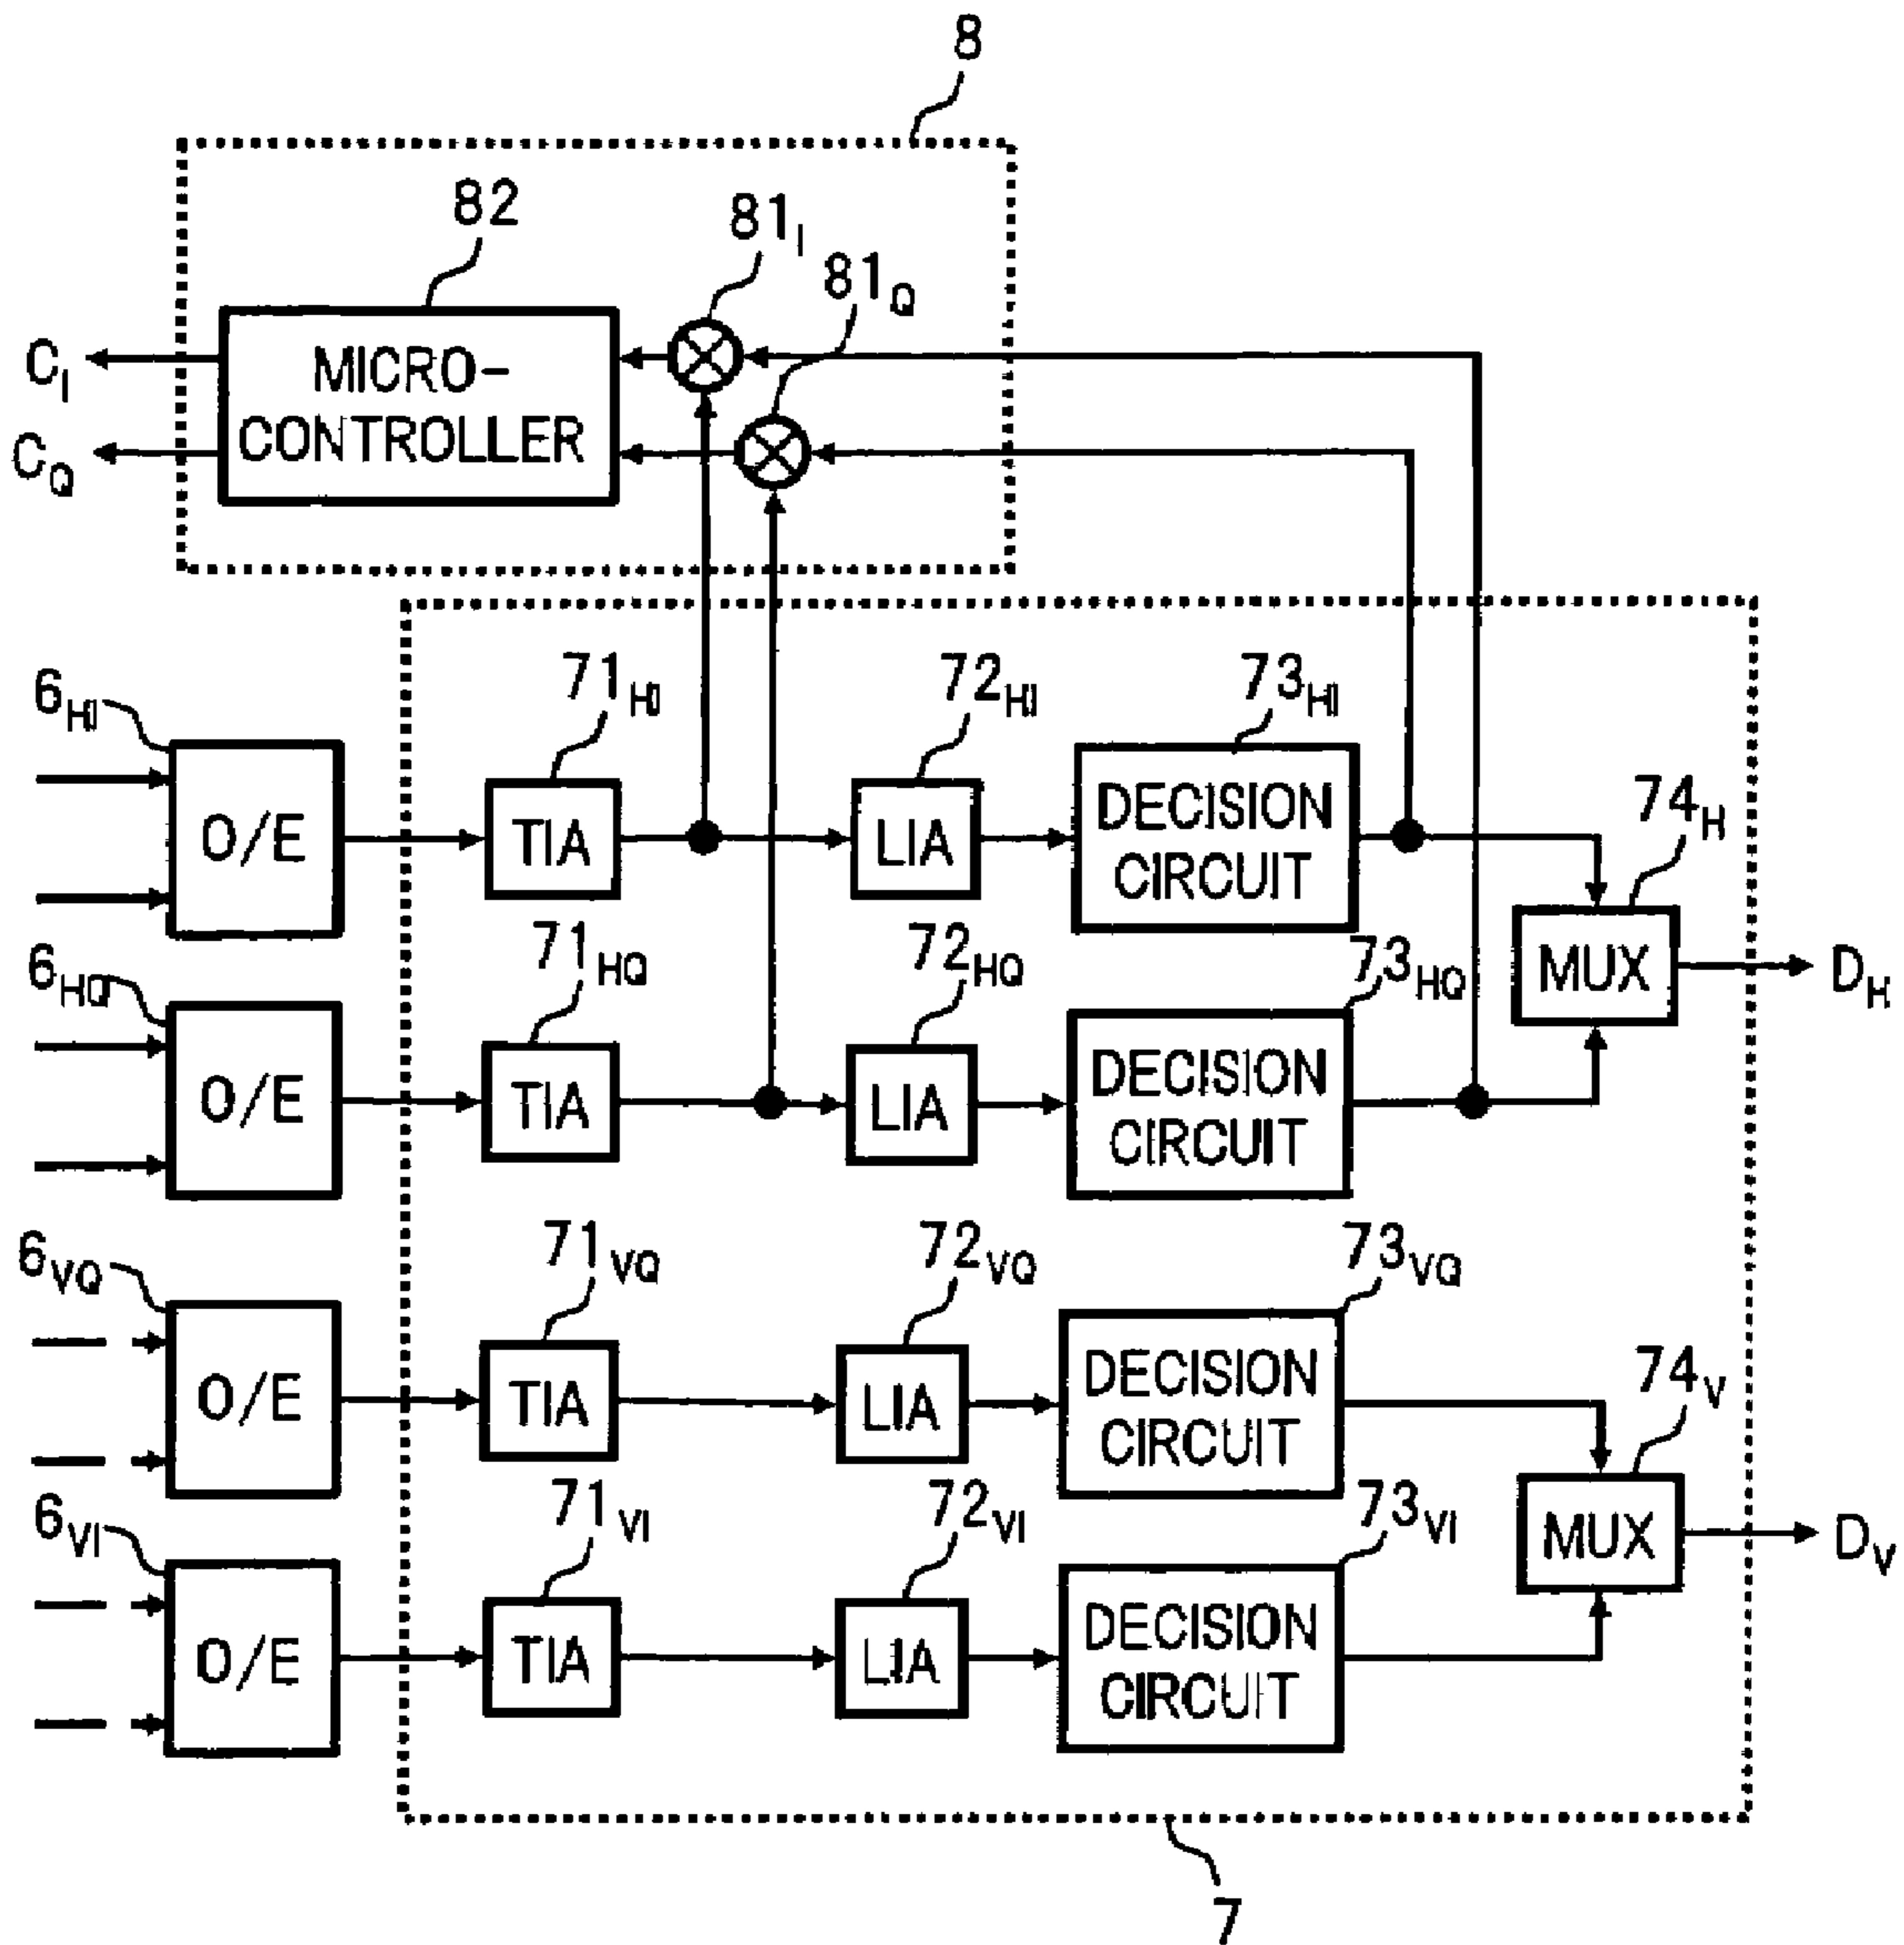 8
82
81I
81Q
CI
MICRO-
CONTROLLER
CQ
6HI
71HI
72HI
73HI
74H
O/E
TIA
LIA
DECISION
CIRCUIT
MUX
DH
6HQ
71HQ
72HQ
73HQ
O/E
TIA
LIA
DECISION
CIRCUIT
6VQ
71VQ
72VQ
73VQ
74V
O/E
TIA
LIA
DECISION
CIRCUIT
MUX
DV
6VI
71VI
72VI
73VI
O/E
TIA
LIA
DECISION
CIRCUIT
7